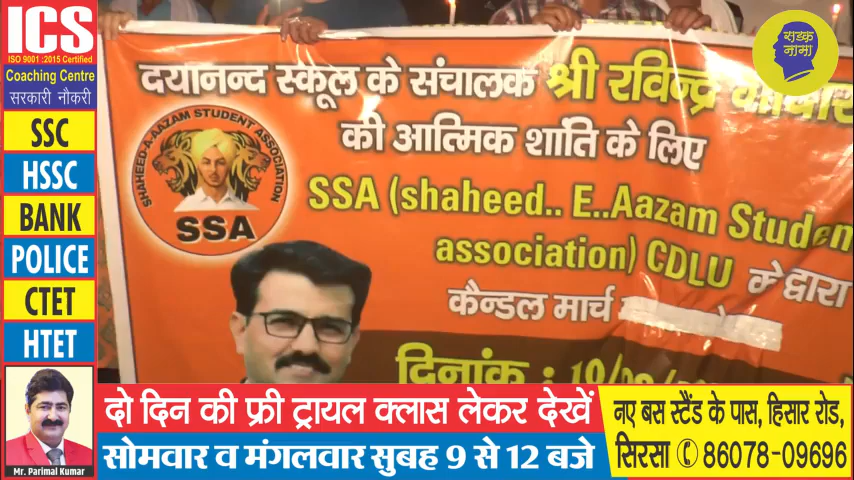 ICS
ISO 9001 :2015 Certified
Coaching Centre
सरकारी नौकरी
SSC
HSSC
BANK
POLICE
CTET
HTET
Mr. Parimal Kumar
सड़क
नामा
दयानन्द स्कूल के संचालक श्री रविन्द्र
की आत्मिक शांति के लिए
SHAHEED-A-AAZAM STUDENT ASSOCIATION
SSA
SSA (shaheed.. E..Aazam Studen
association) CDLU के द्वारा
कैन्डल मार्च
दिनांक :
दो दिन की फ्री ट्रायल क्लास लेकर देखें
सोमवार व मंगलवार सुबह 9 से 12 बजे
नए बस स्टैंड के पास, हिसार रोड,
सिरसा ✆ 86078-09696